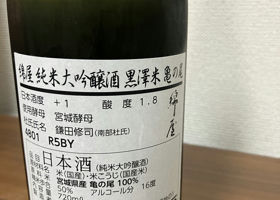 綿屋 純米大吟醸酒 黒澤米 亀の尾
日本酒度 +1 酸度 1.8
使用酵母 宮城酵母
杜氏氏名 鎌田修司(南部杜氏)
4801 R5BY
綿屋
日本酒(純米大吟醸酒)
米(国産)・米こうじ(国産米)
宮城県産 亀の尾 100%
50% アルコール分 16度
720ml